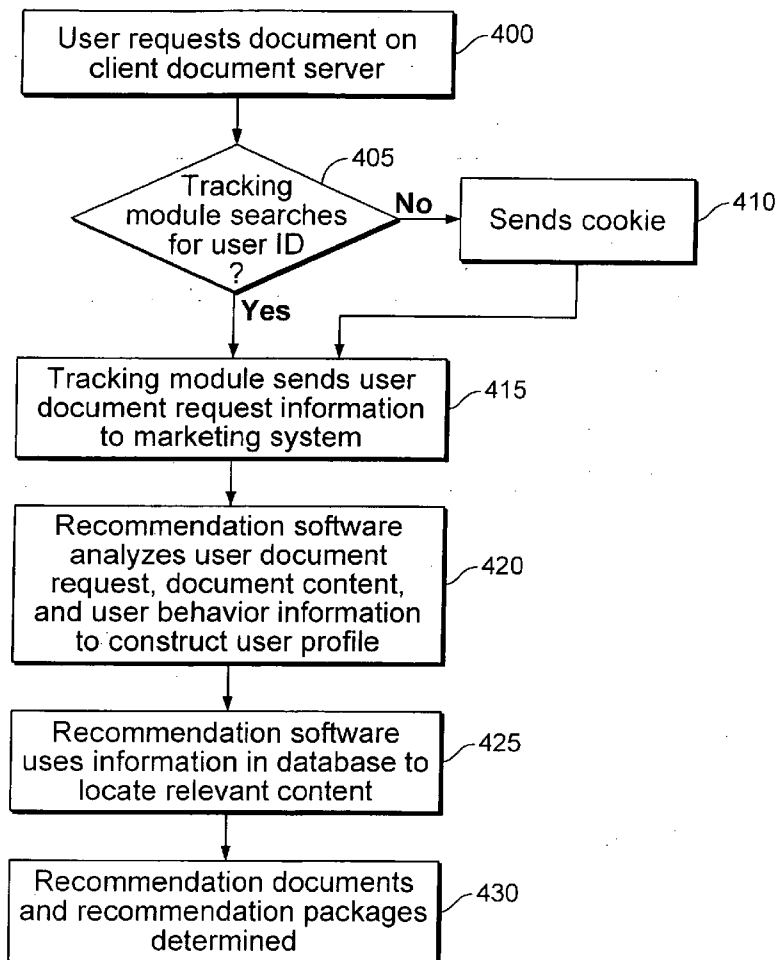 User requests document on
client document server
400
405
Tracking
module searches
for user ID
?
No
Sends cookie
410
Yes
Tracking module sends user
document request information
to marketing system
415
Recommendation software
analyzes user document
request, document content,
and user behavior information
to construct user profile
420
Recommendation software
uses information in database to
locate relevant content
425
Recommendation documents
and recommendation packages
determined
430